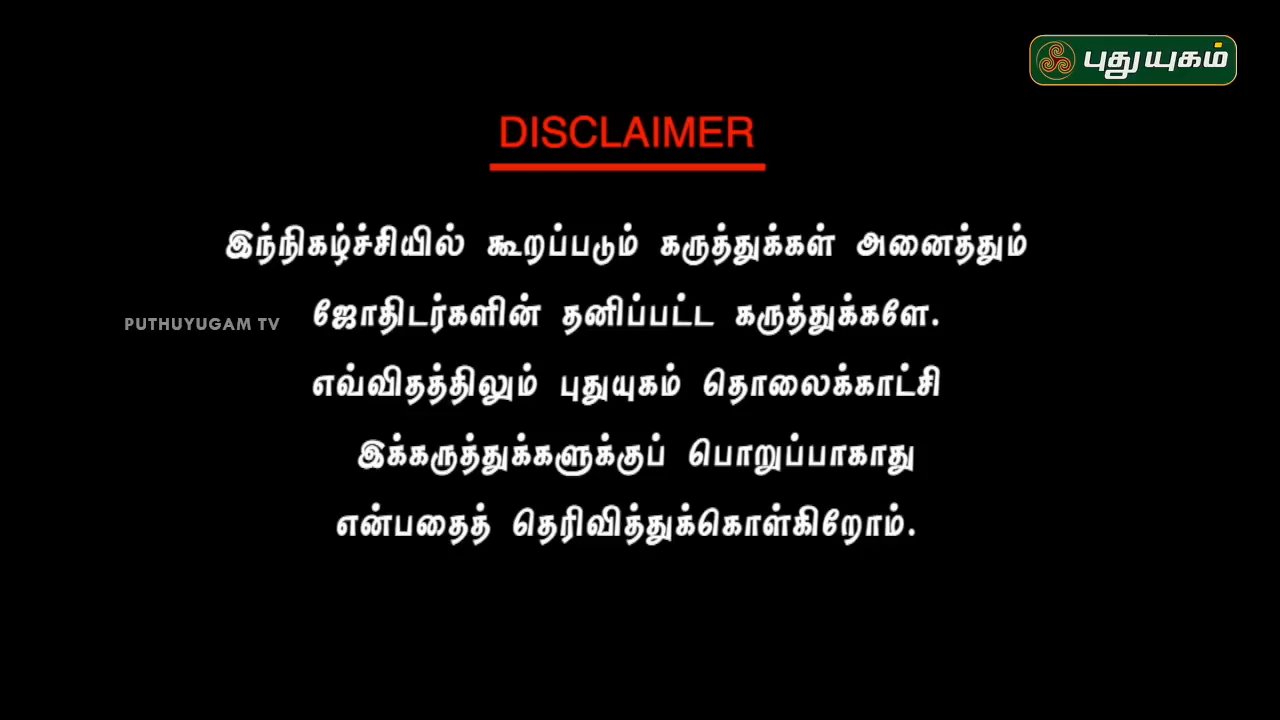 புதுயுகம்
DISCLAIMER
இந்நிகழ்ச்சியில் கூறப்படும் கருத்துக்கள் அனைத்தும்
PUTHUYUGAM TV
ஜோதிடர்களின் தனிப்பட்ட கருத்துக்களே.
எவ்விதத்திலும் புதுயுகம் தொலைக்காட்சி
இக்கருத்துக்களுக்குப் பொறுப்பாகாது
என்பதைத் தெரிவித்துக்கொள்கிறோம்.